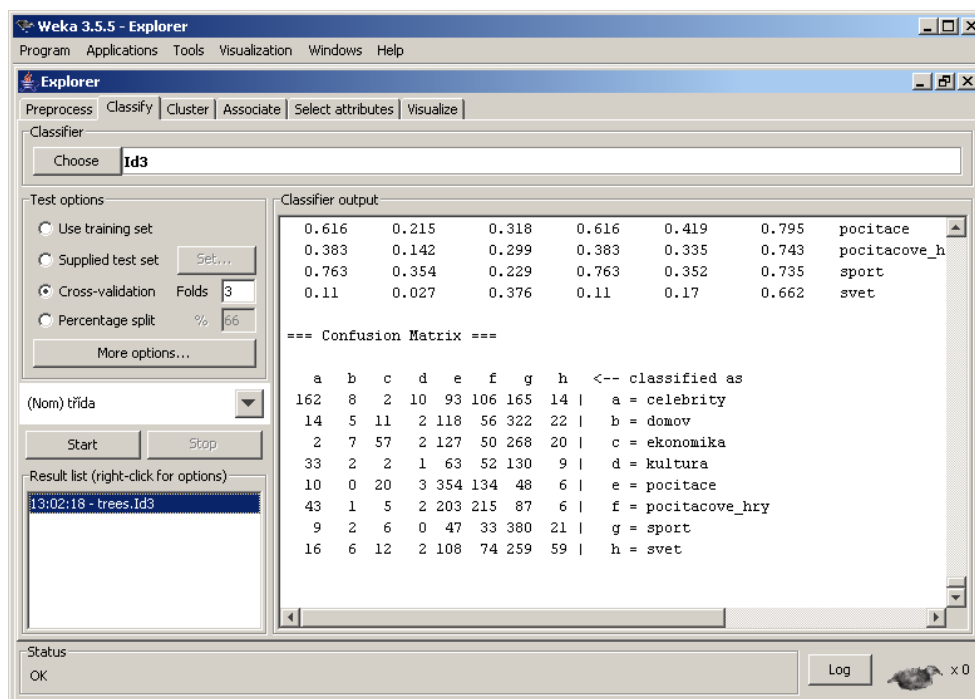 Weka 3.5.5 - Explorer
Program Applications Tools Visualization Windows Help
Explorer
Preprocess Classify Cluster Associate Select attributes Visualize
Classifier
Choose Id3
Test options
Use training set
Supplied test set Set...
Cross-validation Folds 3
Percentage split % 66
More options...
(Nom) třída
Start Stop
Result list (right-click for options)
13:02:18 - trees.Id3
Classifier output
0.616 0.215 0.318 0.616 0.419 0.795 pocitace
0.383 0.142 0.299 0.383 0.335 0.743 pocitacove_h
0.763 0.354 0.229 0.763 0.352 0.735 sport
0.11 0.027 0.376 0.11 0.17 0.662 svet
=== Confusion Matrix ===
a b c d e f g h <-- classified as
162 8 2 10 93 106 165 14 | a = celebrity
14 5 11 2 118 56 322 22 | b = domov
2 7 57 2 127 50 268 20 | c = ekonomika
33 2 2 1 63 52 130 9 | d = kultura
10 0 20 3 354 134 48 6 | e = pocitace
43 1 5 2 203 215 87 6 | f = pocitacove_hry
9 2 6 0 47 33 380 21 | g = sport
16 6 12 2 108 74 259 59 | h = svet
Status
OK
Log x 0